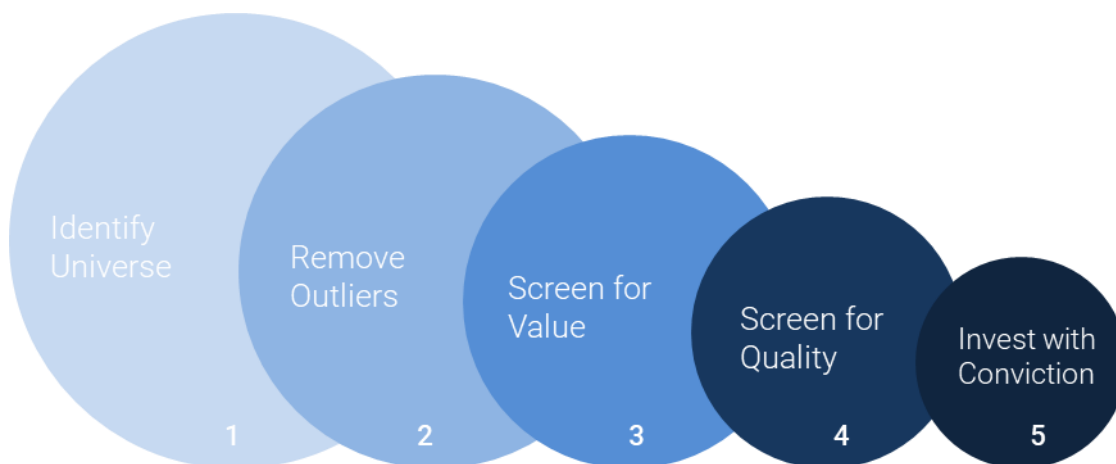 Identify
Universe
1
Remove
Outliers
2
Screen for
Value
3
Screen for
Quality
4
Invest with
Conviction
5